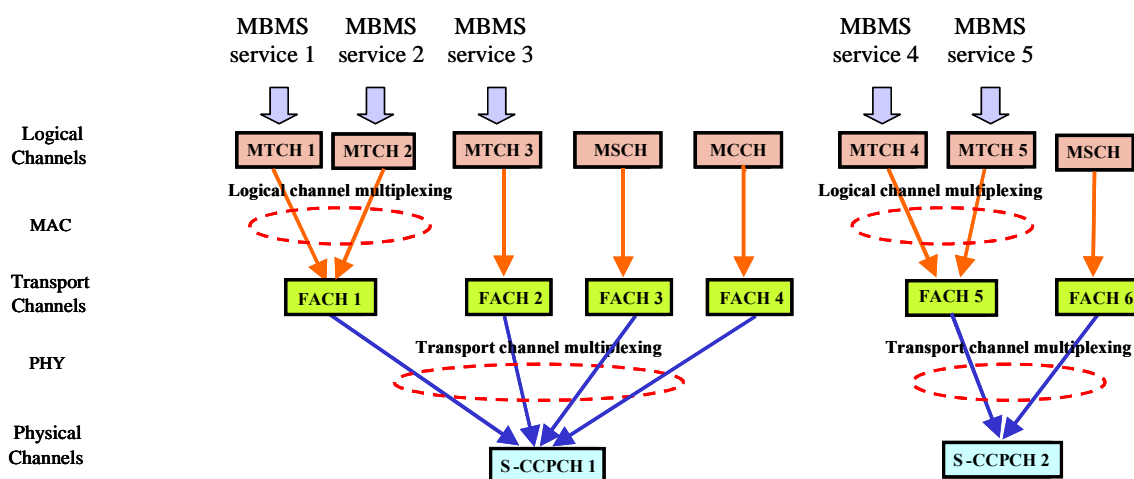 MBMS
service 1
MBMS
service 2
MBMS
service 3
MBMS
service 4
MBMS
service 5
Logical
Channels
MTCH 1
MTCH 2
MTCH 3
MSCH
MCCH
MTCH 4
MTCH 5
MSCH
Logical channel multiplexing
Logical channel multiplexing
MAC
Transport
Channels
FACH 1
FACH 2
FACH 3
FACH 4
FACH 5
FACH 6
Transport channel multiplexing
Transport channel multiplexing
PHY
Physical
Channels
S -CCPCH 1
S -CCPCH 2